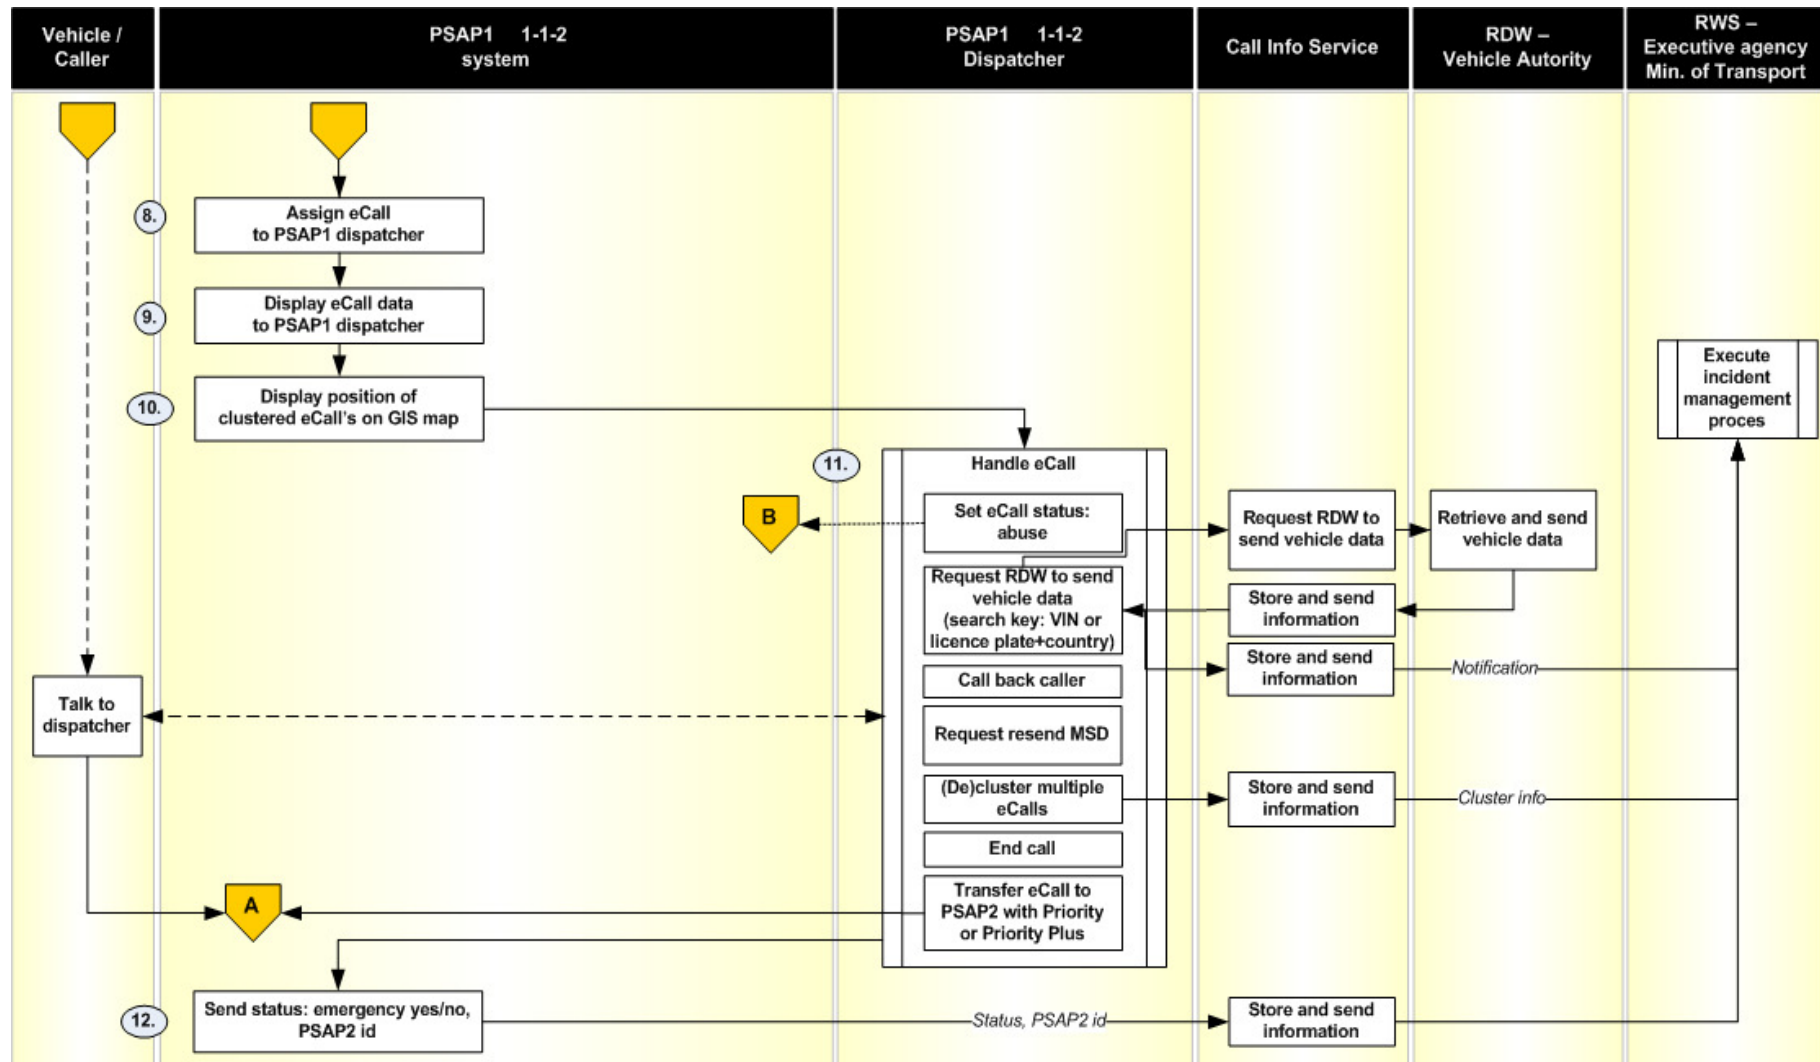 Vehicle /
Caller
PSAP1 1-1-2
system
PSAP1 1-1-2
Dispatcher
Call Info Service
RDW –
Vehicle Autority
RWS –
Executive agency
Min. of Transport
8.
Assign eCall
to PSAP1 dispatcher
9.
Display eCall data
to PSAP1 dispatcher
10.
Display position of
clustered eCall's on GIS map
Execute
incident
management
proces
11.
Handle eCall
B
Set eCall status:
abuse
Request RDW to
send vehicle data
Retrieve and send
vehicle data
Request RDW to send
vehicle data
(search key: VIN or
licence plate+country)
Store and send
information
Store and send
information
Notification
Call back caller
Talk to
dispatcher
Request resend MSD
(De)cluster multiple
eCalls
Store and send
information
Cluster info
End call
A
Transfer eCall to
PSAP2 with Priority
or Priority Plus
12.
Send status: emergency yes/no,
PSAP2 id
Status, PSAP2 id
Store and send
information